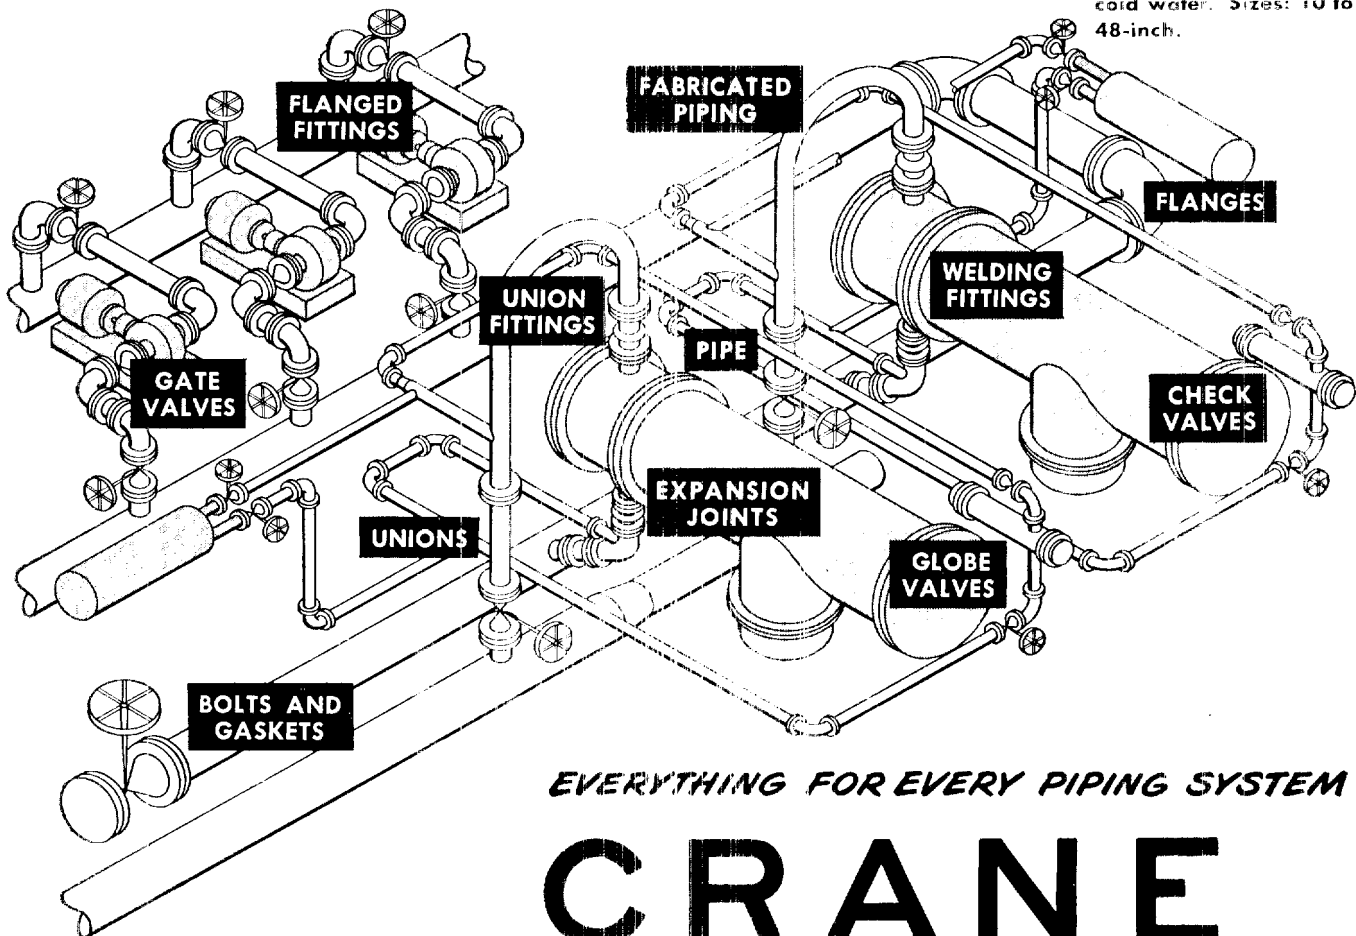 cold water. Sizes: 10 to
48-inch.
FLANGED
FITTINGS
FABRICATED
PIPING
FLANGES
UNION
FITTINGS
WELDING
FITTINGS
PIPE
GATE
VALVES
CHECK
VALVES
EXPANSION
JOINTS
UNIONS
GLOBE
VALVES
BOLTS AND
GASKETS
EVERYTHING FOR EVERY PIPING SYSTEM
CRANE